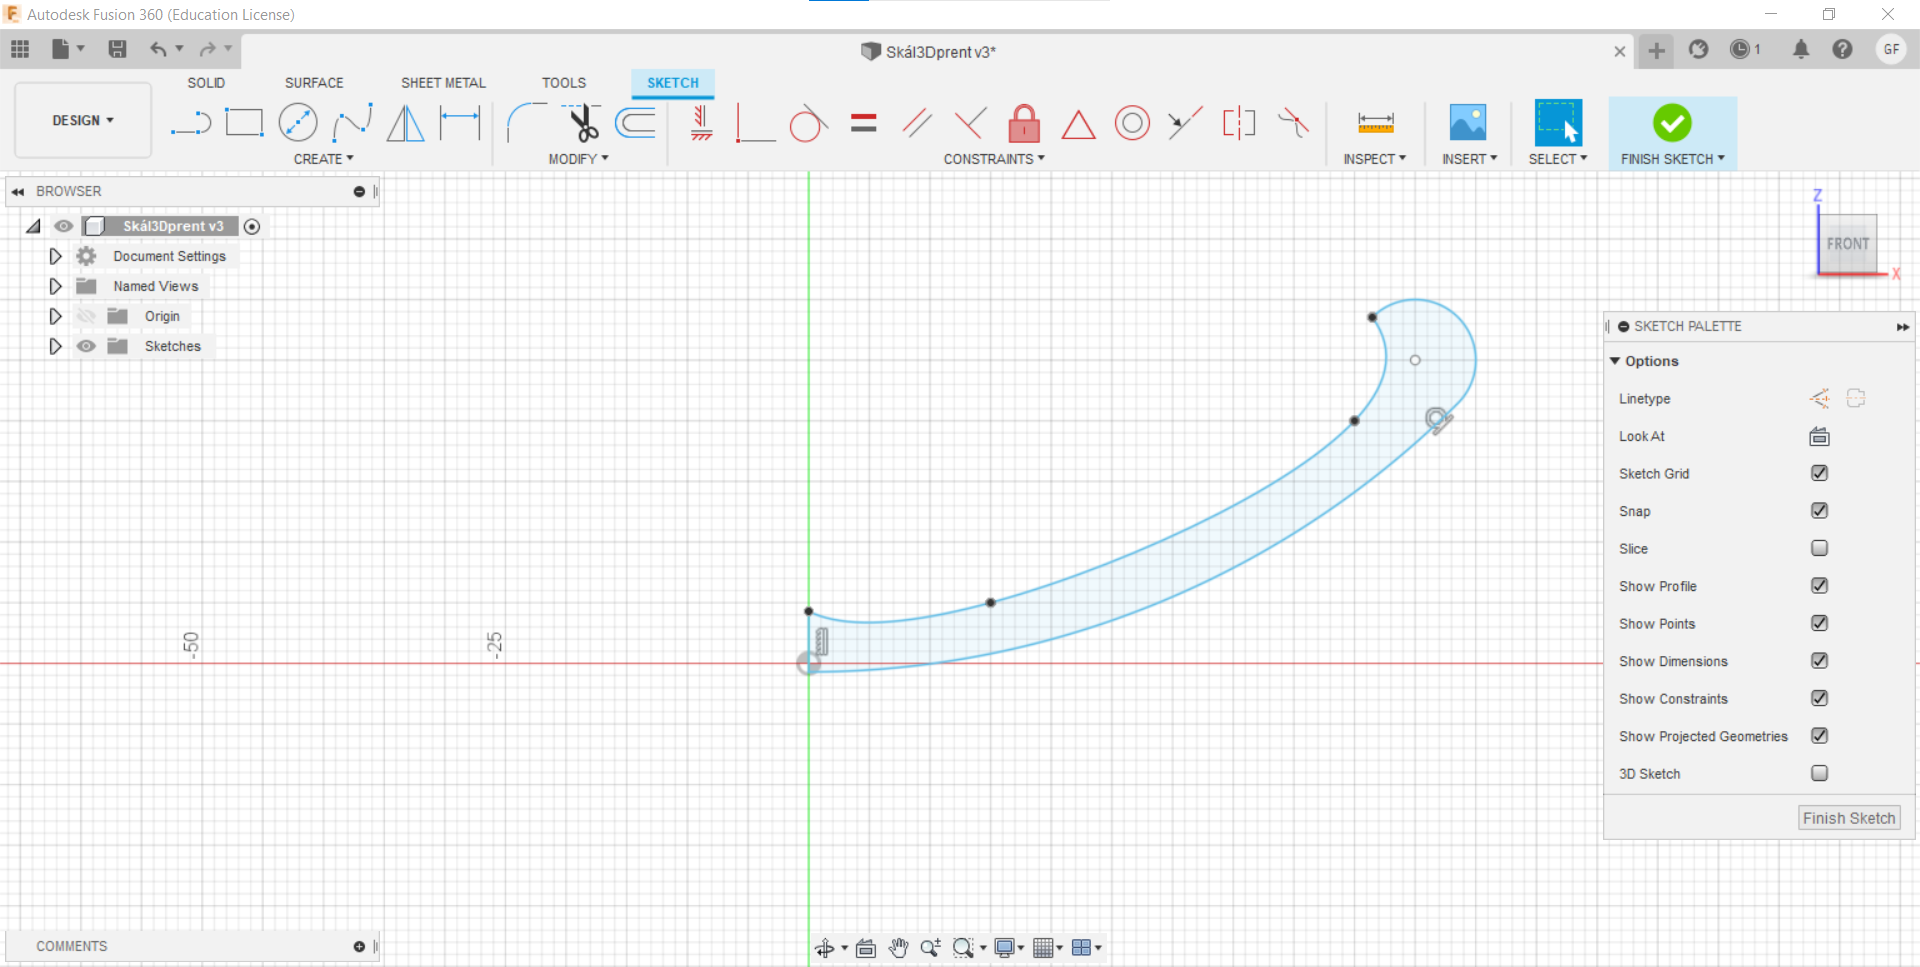 Autodesk Fusion 360 (Education License)
Skál3Dprent v3*
1
GF
SOLID
SURFACE
SHEET METAL
TOOLS
SKETCH
DESIGN
CREATE
MODIFY
CONSTRAINTS
INSPECT
INSERT
SELECT
FINISH SKETCH
BROWSER
Skál3Dprent v3
Document Settings
Named Views
Origin
Sketches
Z
FRONT
X
-50
-25
SKETCH PALETTE
Options
Linetype
Look At
Sketch Grid
Snap
Slice
Show Profile
Show Points
Show Dimensions
Show Constraints
Show Projected Geometries
3D Sketch
Finish Sketch
COMMENTS